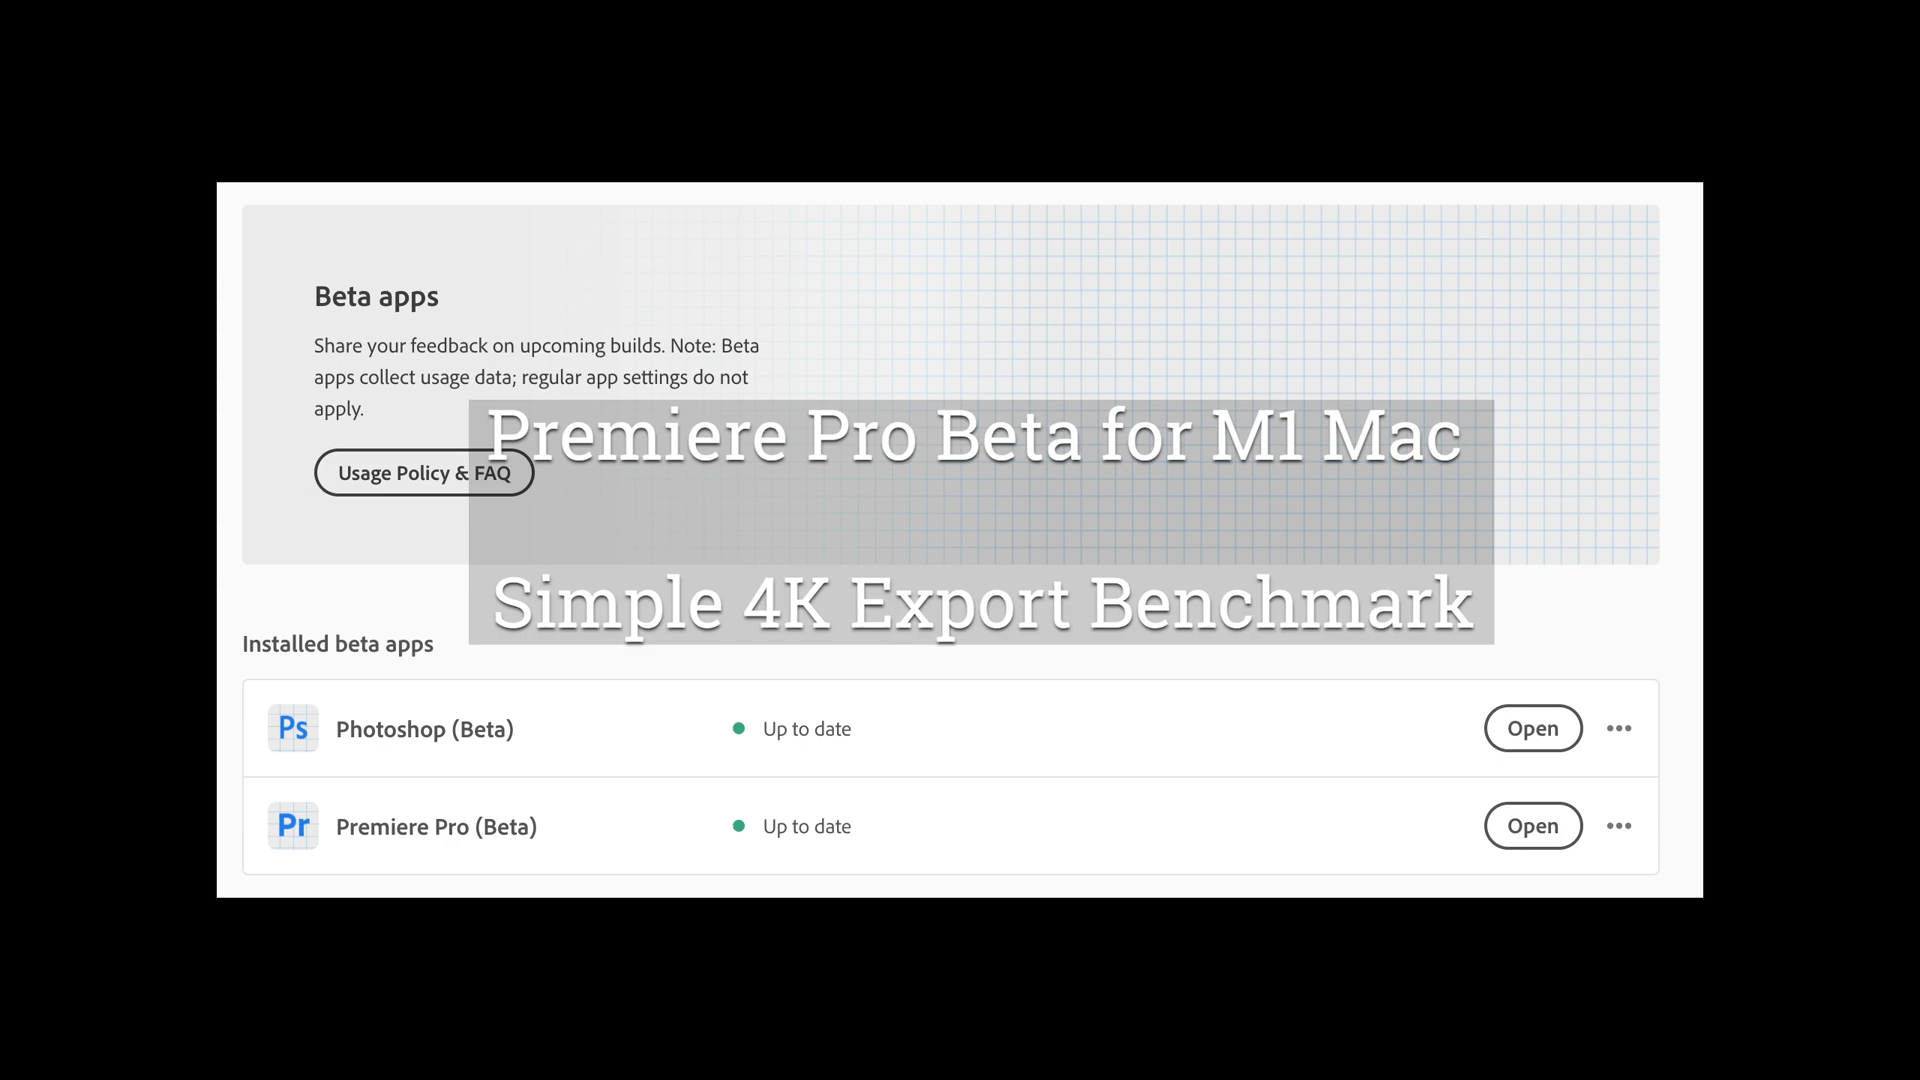 Beta apps
Share your feedback on upcoming builds. Note: Beta
apps collect usage data; regular app settings do not
apply.
Usage Policy & FAQ
Premiere Pro Beta for M1 Mac
Simple 4K Export Benchmark
Installed beta apps
Ps Photoshop (Beta) Up to date Open
Pr Premiere Pro (Beta) Up to date Open